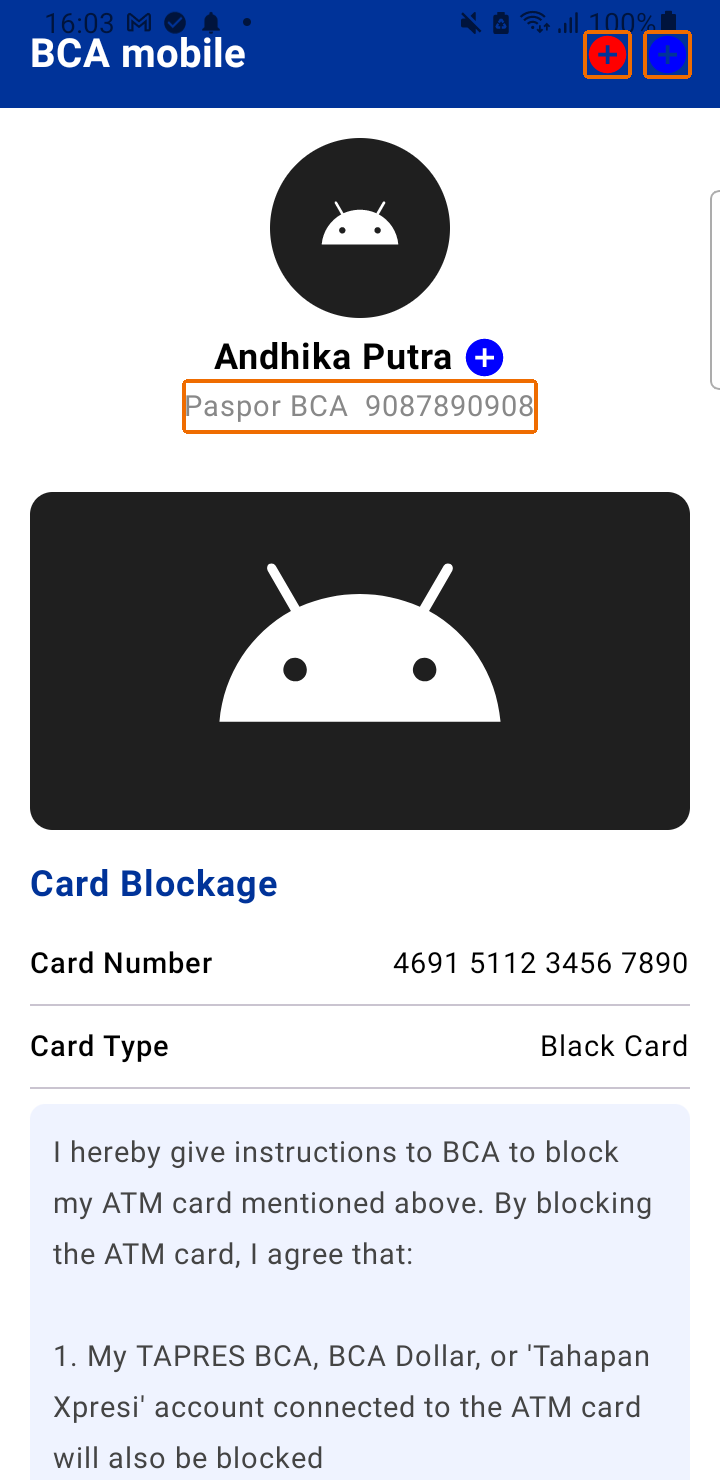 16:03
100%
BCA mobile
Andhika Putra
Paspor BCA 9087890908
Card Blockage
Card Number 4691 5112 3456 7890
Card Type Black Card
I hereby give instructions to BCA to block
my ATM card mentioned above. By blocking
the ATM card, I agree that:
1. My TAPRES BCA, BCA Dollar, or 'Tahapan
Xpresi' account connected to the ATM card
will also be blocked